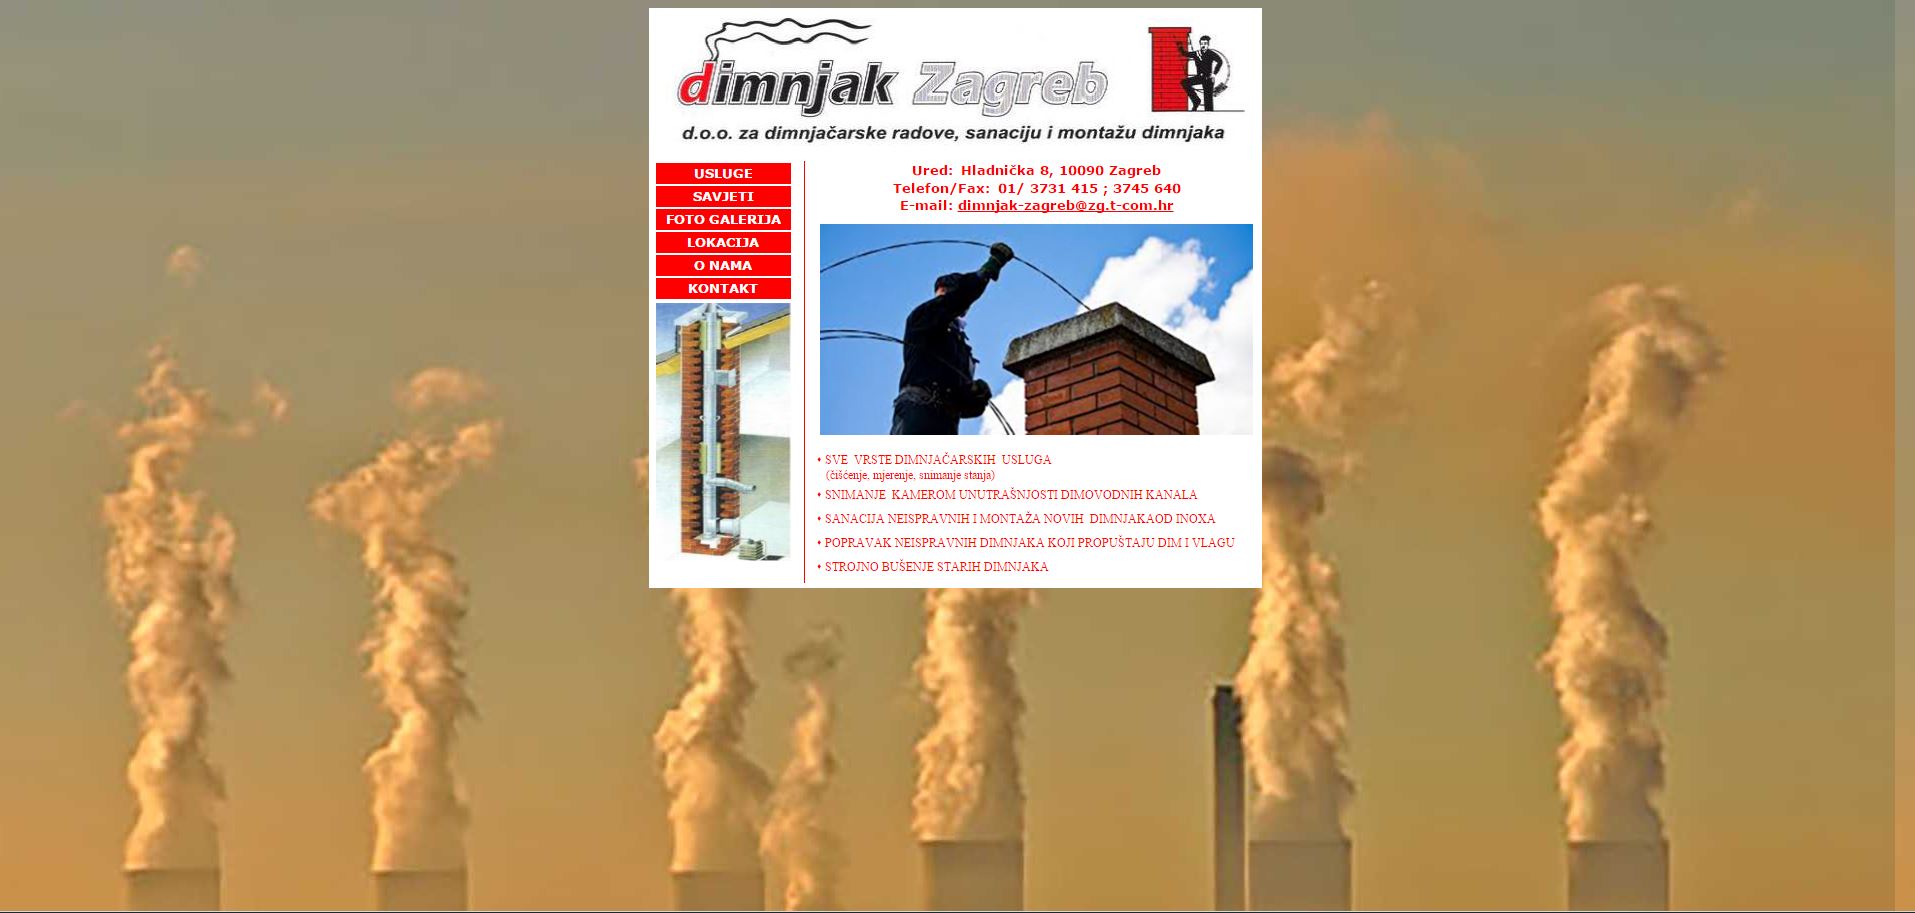 dimnjak Zagreb
d.o.o. za dimnjačarske radove, sanaciju i montažu dimnjaka
USLUGE
SAVJETI
FOTO GALERIJA
LOKACIJA
O NAMA
KONTAKT
Ured: Hladnička 8, 10090 Zagreb
Telefon/Fax: 01/ 3731 415 ; 3745 640
E-mail: dimnjak-zagreb@zg.t-com.hr
• SVE VRSTE DIMNJAČARSKIH USLUGA
(čišćenje, mjerenje, snimanje stanja)
• SNIMANJE KAMEROM UNUTRAŠNJOSTI DIMOVODNIH KANALA
• SANACIJA NEISPRAVNIH I MONTAŽA NOVIH DIMNJAKAOD INOXA
• POPRAVAK NEISPRAVNIH DIMNJAKA KOJI PROPUŠTAJU DIM I VLAGU
• STROJNO BUŠENJE STARIH DIMNJAKA